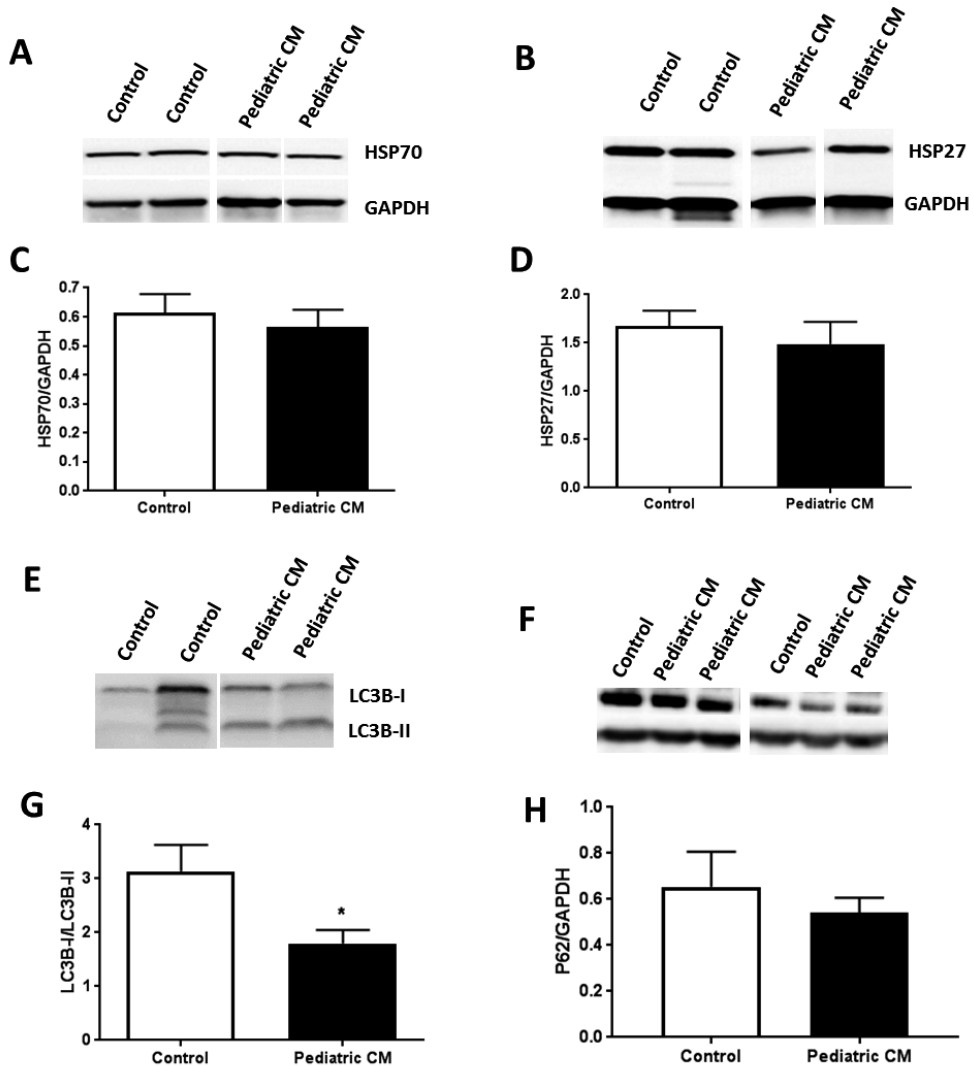 A
Control
Control
Pediatric CM
Pediatric CM
HSP70
GAPDH
B
Control
Control
Pediatric CM
Pediatric CM
HSP27
GAPDH
C
HSP70/GAPDH
0.7
0.6
0.5
0.4
0.3
0.2
0.1
0.0
Control
Pediatric CM
D
HSP27/GAPDH
2.0
1.5
1.0
0.5
0.0
Control
Pediatric CM
E
Control
Control
Pediatric CM
Pediatric CM
LC3B-I
LC3B-II
F
Control
Pediatric CM
Pediatric CM
Control
Pediatric CM
Pediatric CM
G
LC3B-I/LC3B-II
4
3
2
1
0
*
Control
Pediatric CM
H
P62/GAPDH
1.0
0.8
0.6
0.4
0.2
0.0
Control
Pediatric CM